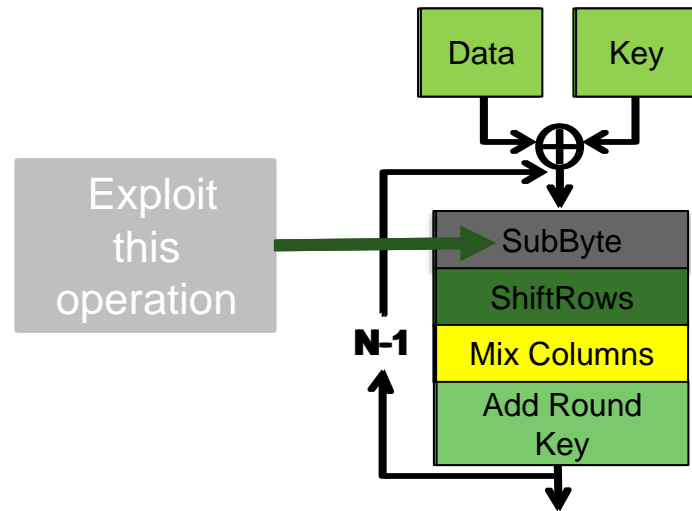 Data
Key
Exploit
this
operation
SubByte
ShiftRows
N-1
Mix Columns
Add Round
Key